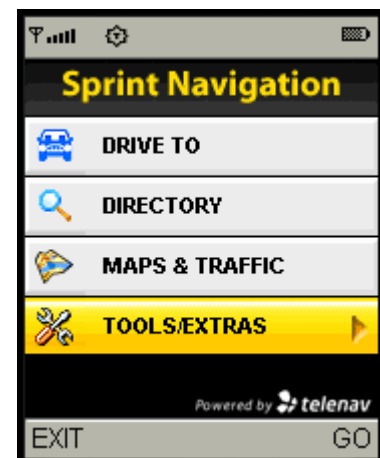 Sprint Navigation
DRIVE TO
DIRECTORY
MAPS & TRAFFIC
TOOLS/EXTRAS
Powered by telenav
EXIT GO